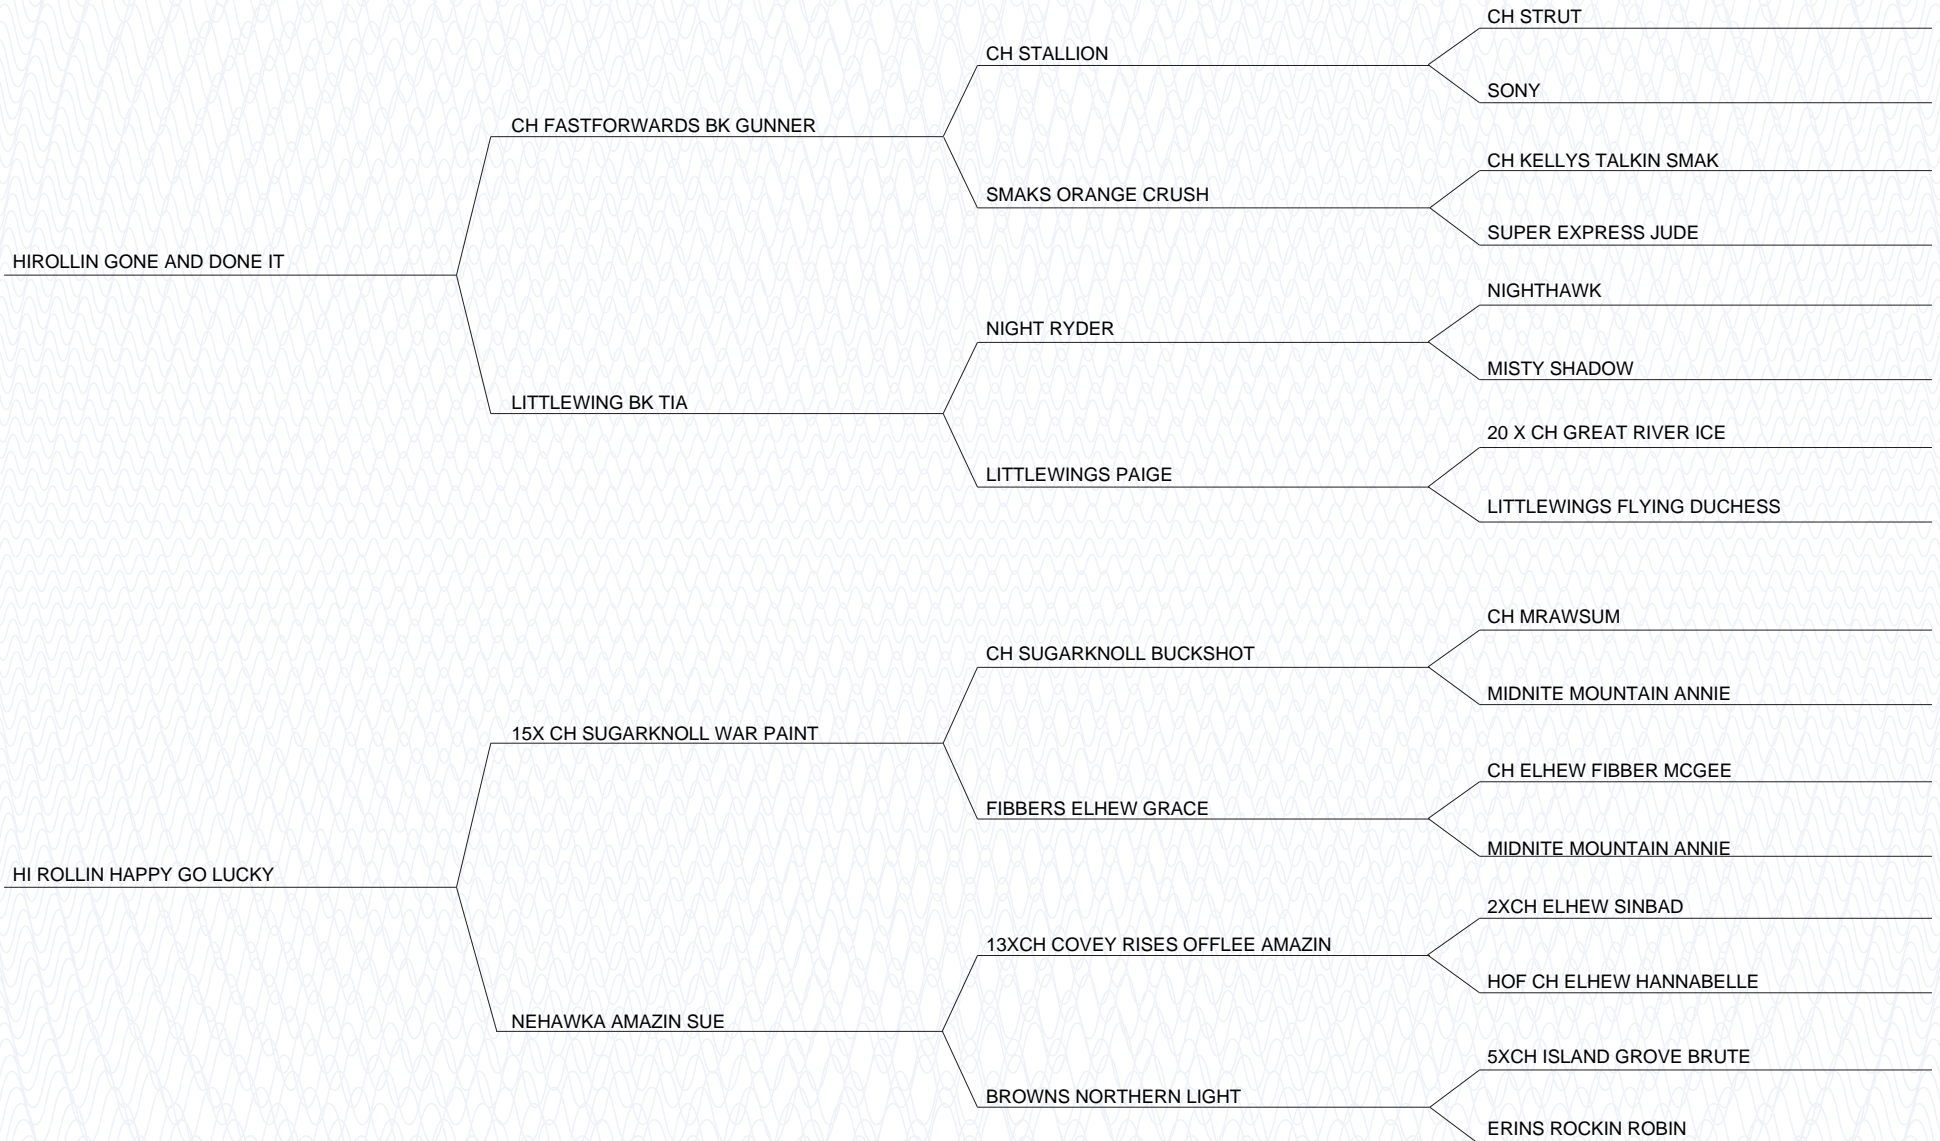 CH STRUT
CH STALLION
SONY
CH FASTFORWARDS BK GUNNER
CH KELLYS TALKIN SMAK
SMAKS ORANGE CRUSH
SUPER EXPRESS JUDE
HIROLLIN GONE AND DONE IT
NIGHTHAWK
NIGHT RYDER
MISTY SHADOW
LITTLEWING BK TIA
20 X CH GREAT RIVER ICE
LITTLEWINGS PAIGE
LITTLEWINGS FLYING DUCHESS
CH MRAWSUM
CH SUGARKNOLL BUCKSHOT
MIDNITE MOUNTAIN ANNIE
15X CH SUGARKNOLL WAR PAINT
CH ELHEW FIBBER MCGEE
FIBBERS ELHEW GRACE
MIDNITE MOUNTAIN ANNIE
HI ROLLIN HAPPY GO LUCKY
2XCH ELHEW SINBAD
13XCH COVEY RISES OFFLEE AMAZIN
HOF CH ELHEW HANNABELLE
NEHAWKA AMAZIN SUE
5XCH ISLAND GROVE BRUTE
BROWNS NORTHERN LIGHT
ERINS ROCKIN ROBIN